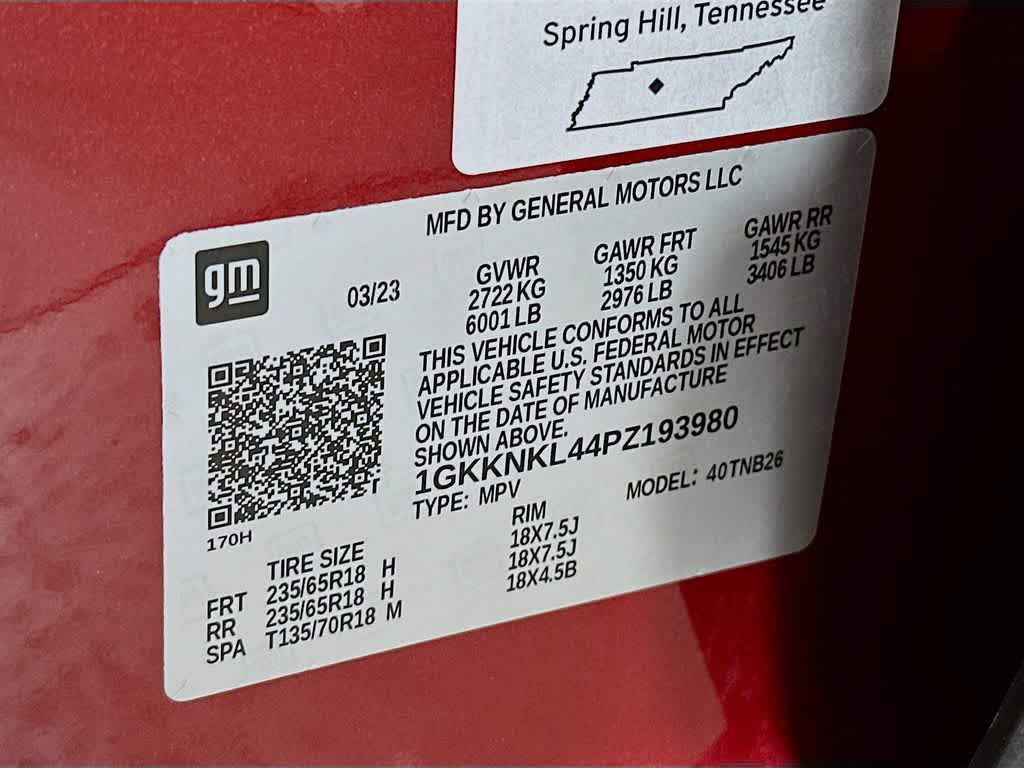 Spring Hill, Tennessee
MFD BY GENERAL MOTORS LLC
gm
03/23
GVWR
2722 KG
6001 LB
GAWR FRT
1350 KG
2976 LB
GAWR RR
1545 KG
3406 LB
THIS VEHICLE CONFORMS TO ALL
APPLICABLE U.S. FEDERAL MOTOR
VEHICLE SAFETY STANDARDS IN EFFECT
ON THE DATE OF MANUFACTURE
SHOWN ABOVE.
1GKKNKL44PZ193980
TYPE: MPV MODEL: 40TNB26
170H
TIRE SIZE RIM
FRT 235/65R18 H 18X7.5J
RR 235/65R18 H 18X7.5J
SPA T135/70R18 M 18X4.5B